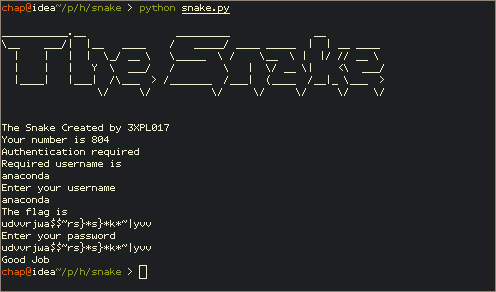 chap@idea~/p/h/snake > python snake.py
The Snake
The Snake Created by 3XPL017
Your number is 804
Authentication required
Required username is
anaconda
Enter your username
anaconda
The flag is
udvvrjwa$$~rs}*s}*k*~|yvv
Enter your password
udvvrjwa$$~rs}*s}*k*~|yvv
Good Job
chap@idea~/p/h/snake >